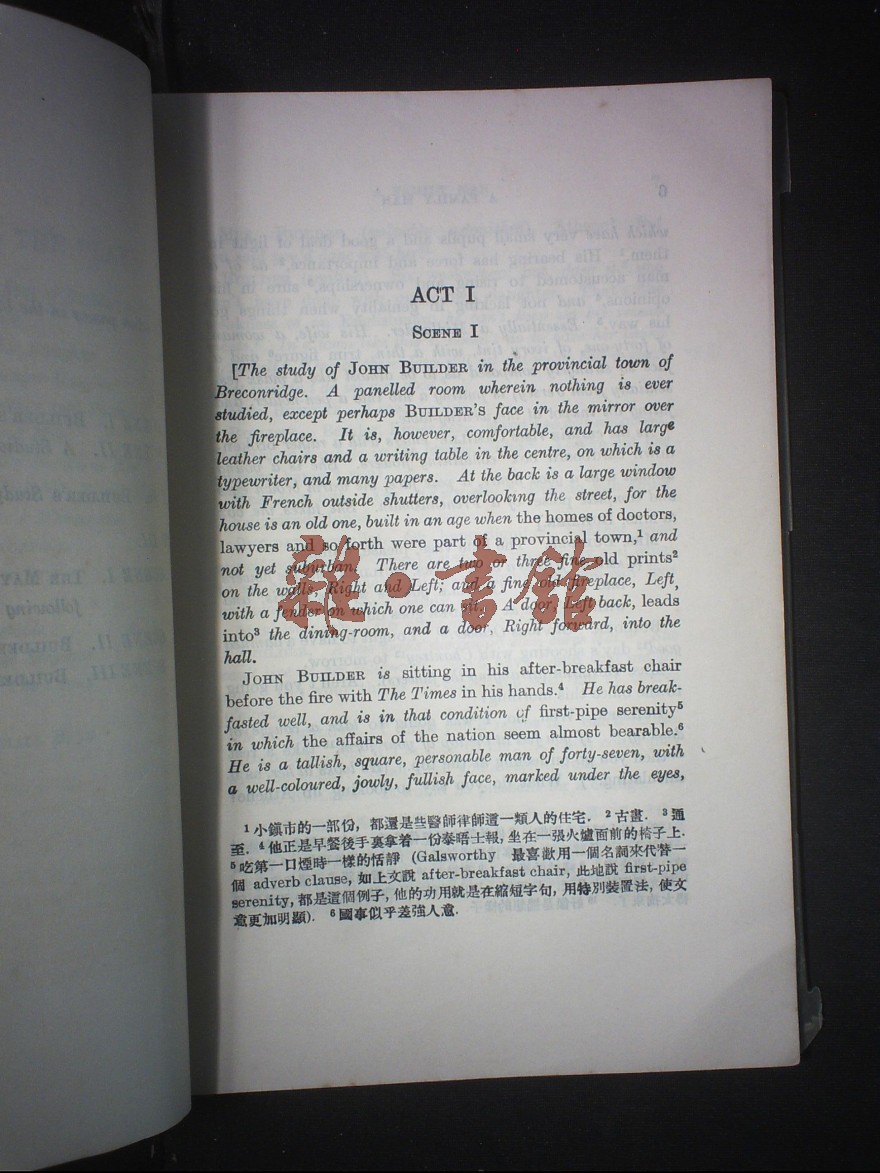 ACT I
SCENE I
[The study of JOHN BUILDER in the provincial town of
Breconridge. A panelled room wherein nothing is ever
studied, except perhaps BUILDER'S face in the mirror over
the fireplace. It is, however, comfortable, and has large
leather chairs and a writing table in the centre, on which is a
typewriter, and many papers. At the back is a large window
with French outside shutters, overlooking the street, for the
house is an old one, built in an age when the homes of doctors,
lawyers and so forth were part of a provincial town,¹ and
not yet suburban. There are two or three fine old prints²
on the walls, Right and Left; and a fine old fireplace, Left,
with a fender on which one can sit. A door, Left back, leads
into³ the dining-room, and a door, Right forward, into the
hall.
JOHN BUILDER is sitting in his after-breakfast chair
before the fire with The Times in his hands.⁴ He has break-
fasted well, and is in that condition of first-pipe serenity⁵
in which the affairs of the nation seem almost bearable.⁶
He is a tallish, square, personable man of forty-seven, with
a well-coloured, jowly, fullish face, marked under the eyes,
¹ 小鎮市的一部份，都還是些醫師律師這一類人的住宅. ² 古畫. ³ 通
至. ⁴ 他正是早餐後手裏拿着一份泰晤士報, 坐在一張火爐面前的椅子上.
⁵ 吃第一口煙時一樣的恬靜 (Galsworthy 最喜歡用一個名詞來代替一
個 adverb clause, 如上文說 after-breakfast chair, 此地說 first-pipe
serenity, 都是這個例子, 他的功用就是在縮短字句, 用特別裝置法, 使文
意更加明顯). ⁶ 國事似乎差強人意.
雜·書館